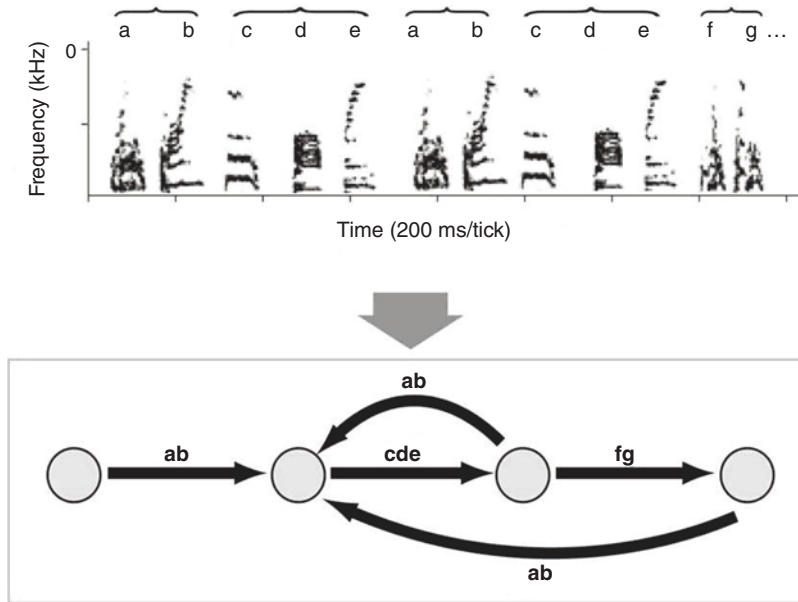 a b c d e a b c d e f g ...
Frequency (kHz)
0
Time (200 ms/tick)
ab
ab cde fg
ab